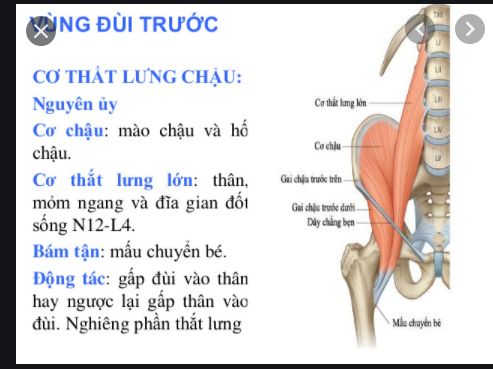 VÙNG ĐÙI TRƯỚC
CƠ THẮT LƯNG CHẬU:
Nguyên ủy
Cơ chậu: mào chậu và hố
chậu.
Cơ thắt lưng lớn: thân,
mỏm ngang và đĩa gian đốt
sống N12-L4.
Bám tận: mấu chuyển bé.
Động tác: gấp đùi vào thân
hay ngược lại gấp thân vào
đùi. Nghiêng phần thắt lưng
Cơ thắt lưng lớn
Cơ chậu
Gai chậu trước trên
Gai chậu trước dưới
Dây chằng bẹn
Mấu chuyển bé
LI
LII
LIII
LIV
LV